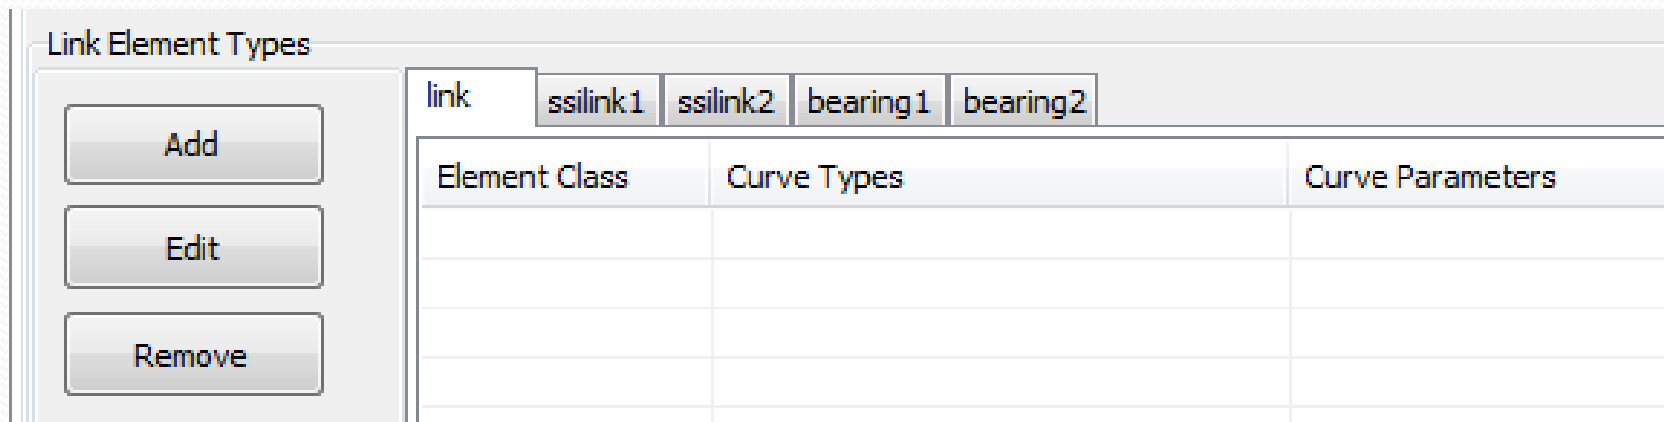 Link Element Types
Add
Edit
Remove
link ssilink1 ssilink2 bearing1 bearing2
Element Class Curve Types Curve Parameters